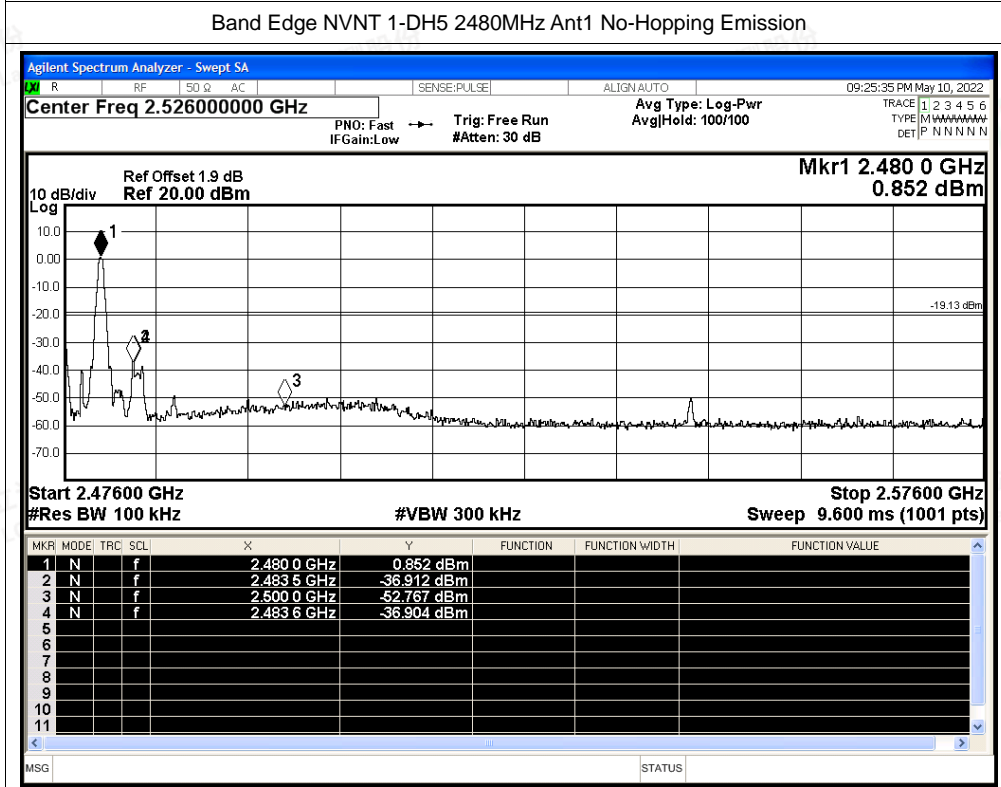 Band Edge NVNT 1-DH5 2480MHz Ant1 No-Hopping Emission
Agilent Spectrum Analyzer - Swept SA
LXI R RF 50 Ω AC SENSE:PULSE ALIGN AUTO 09:25:35 PM May 10, 2022
Center Freq 2.526000000 GHz
PNO: Fast
IFGain:Low
Trig: Free Run
#Atten: 30 dB
Avg Type: Log-Pwr
Avg|Hold: 100/100
TRACE 1 2 3 4 5 6
TYPE M
DET P N N N N N
Mkr1 2.480 0 GHz
0.852 dBm
Ref Offset 1.9 dB
10 dB/div Ref 20.00 dBm
Log
10.0
0.00
-10.0
-20.0
-30.0
-40.0
-50.0
-60.0
-70.0
1
3
-19.13 dBm
Start 2.47600 GHz Stop 2.57600 GHz
#Res BW 100 kHz #VBW 300 kHz Sweep 9.600 ms (1001 pts)
MKR MODE TRC SCL X Y FUNCTION FUNCTION WIDTH FUNCTION VALUE
1 N f 2.480 0 GHz 0.852 dBm
2 N f 2.483 5 GHz -36.912 dBm
3 N f 2.500 0 GHz -52.767 dBm
4 N f 2.483 6 GHz -36.904 dBm
5
6
7
8
9
10
11
MSG STATUS